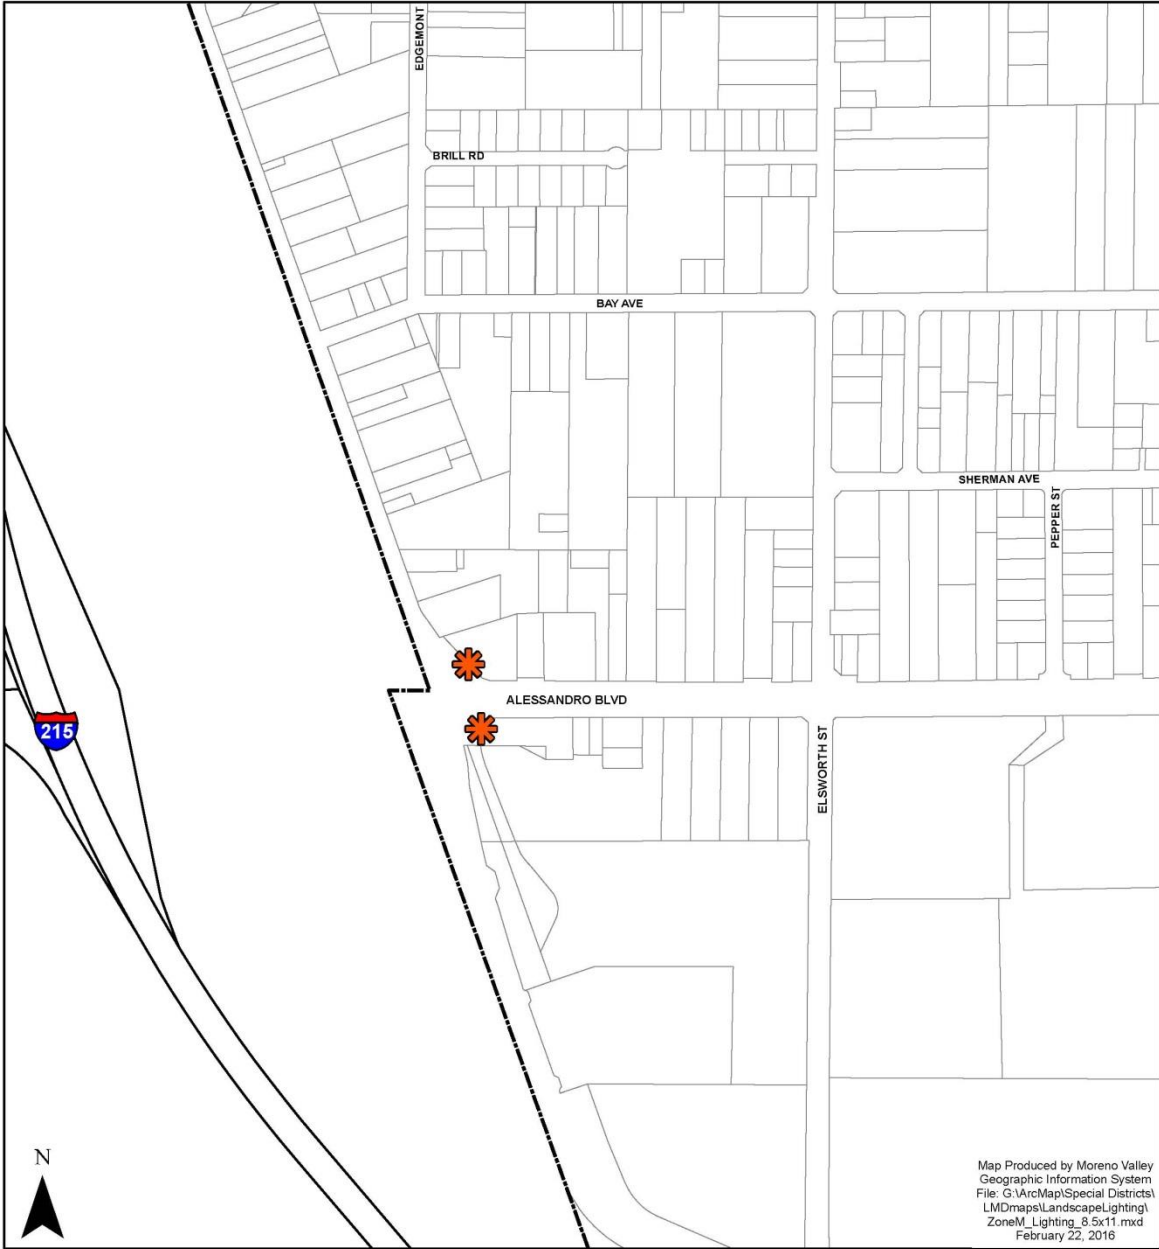 EDGEMONT
BRILL RD
BAY AVE
SHERMAN AVE
PEPPER ST
ALESSANDRO BLVD
215
ELSWORTH ST
N
Map Produced by Moreno Valley
Geographic Information System
File: G:\ArcMap\Special Districts\
LMDmaps\LandscapeLighting\
ZoneM_Lighting_8.5x11.mxd
February 22, 2016